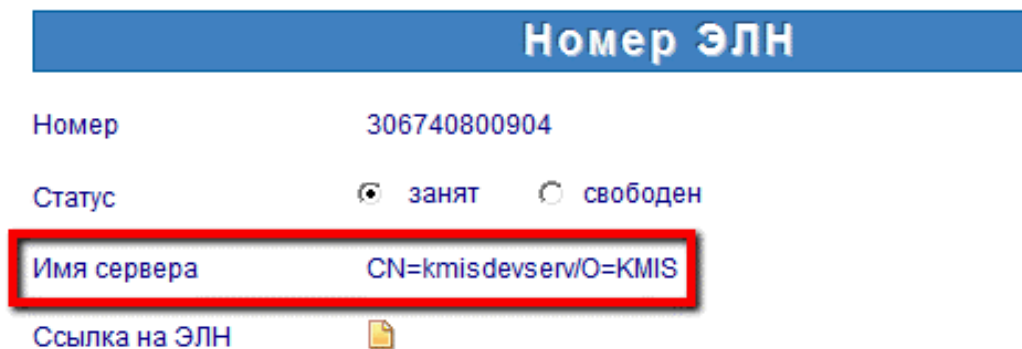 Номер ЭЛН
Номер 306740800904
Статус занят свободен
Имя сервера CN=kmisdevserv/O=KMIS
Ссылка на ЭЛН